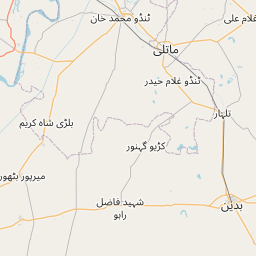 ٹنڈو محمد خان
غلام علی
ماتلی
ٹنڈو غلام حیدر
تلہار
بلڑی شاہ کریم
کڑیو گھنور
میرپور بٹھور
شہید فاضل
راہو
بدین